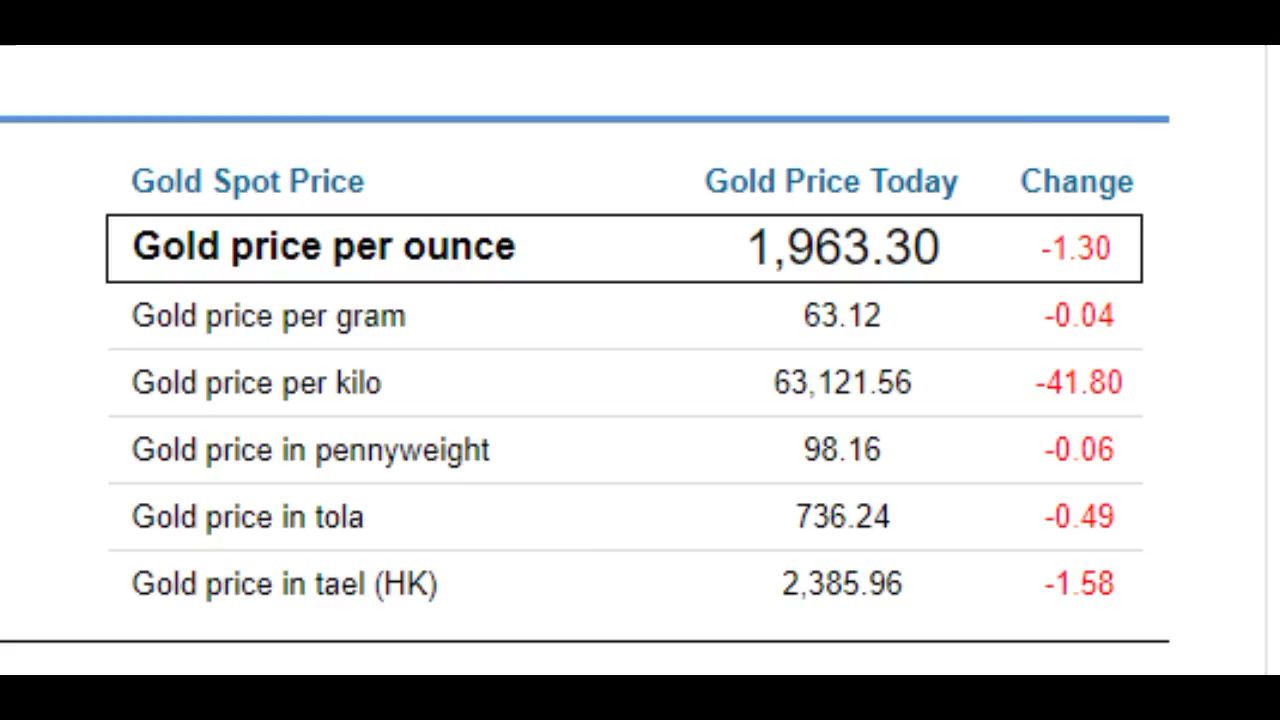 Gold Spot Price Gold Price Today Change
Gold price per ounce 1,963.30 -1.30
Gold price per gram 63.12 -0.04
Gold price per kilo 63,121.56 -41.80
Gold price in pennyweight 98.16 -0.06
Gold price in tola 736.24 -0.49
Gold price in tael (HK) 2,385.96 -1.58